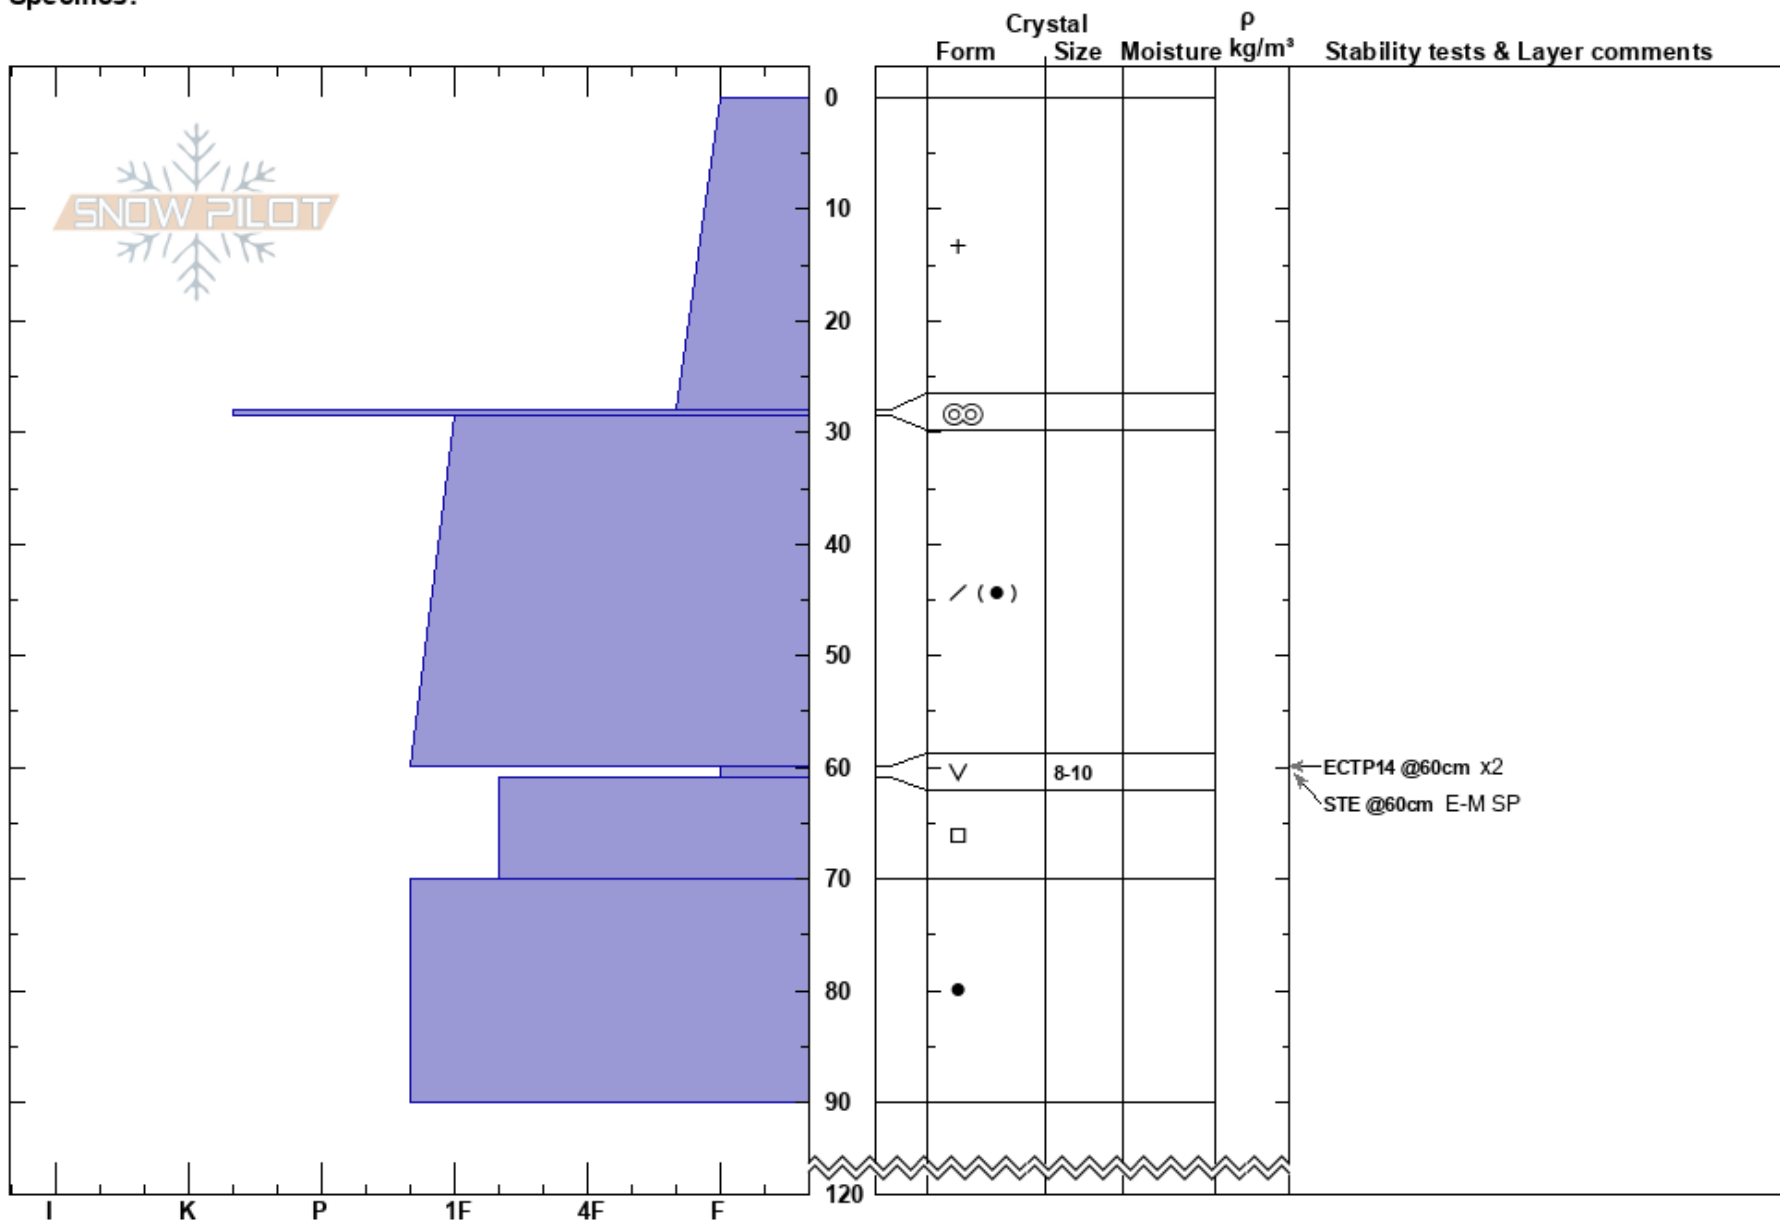 Specifics:
Crystal
ρ
Form Size Moisture kg/m³ Stability tests & Layer comments
0
SNOW PILOT
10
+
20
30
40
/ (●)
50
60
V 8-10
ECTP14 @60cm x2
STE @60cm E-M SP
70
80
●
90
120
I K P 1F 4F F